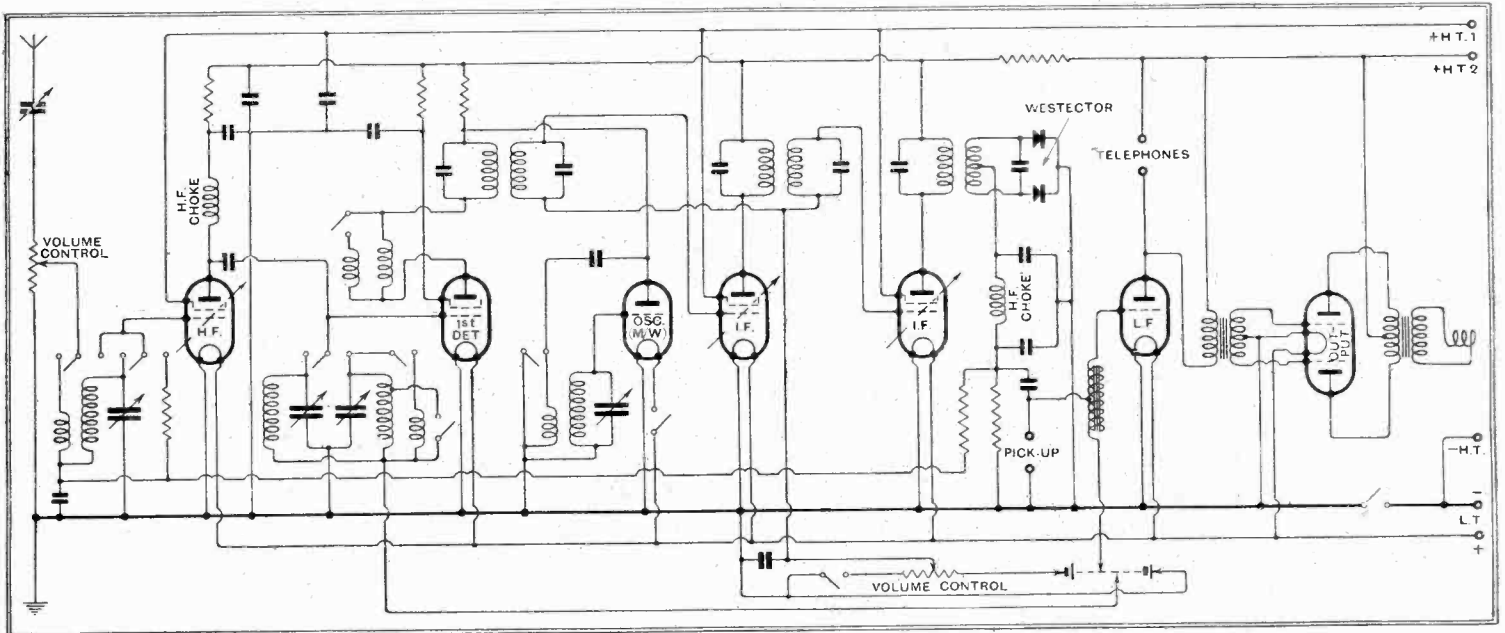 +H.T.1
+H.T 2
WESTECTOR
TELEPHONES
H.F.
CHOKE
VOLUME
CONTROL
H.F.
1st
DET
OSC.
(M/W)
I.F.
I.F.
H.F.
CHOKE
L.F
OUT-
PUT
PICK-UP
-H.T.
-
L.T
+
VOLUME CONTROL